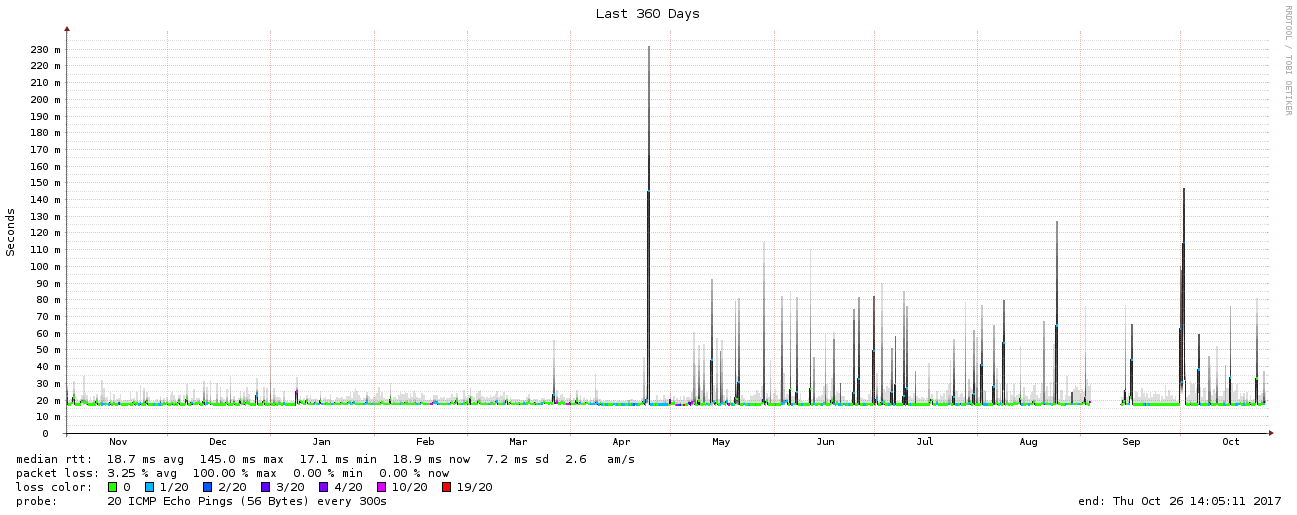 Last 360 Days
RRDTOOL / TOBI OETIKER
Seconds
230 m
220 m
210 m
200 m
190 m
180 m
170 m
160 m
150 m
140 m
130 m
120 m
110 m
100 m
90 m
80 m
70 m
60 m
50 m
40 m
30 m
20 m
10 m
0
Nov Dec Jan Feb Mar Apr May Jun Jul Aug Sep Oct
median rtt: 18.7 ms avg 145.0 ms max 17.1 ms min 18.9 ms now 7.2 ms sd 2.6 am/s
packet loss: 3.25 % avg 100.00 % max 0.00 % min 0.00 % now
loss color: 0 1/20 2/20 3/20 4/20 10/20 19/20
probe: 20 ICMP Echo Pings (56 Bytes) every 300s
end: Thu Oct 26 14:05:11 2017